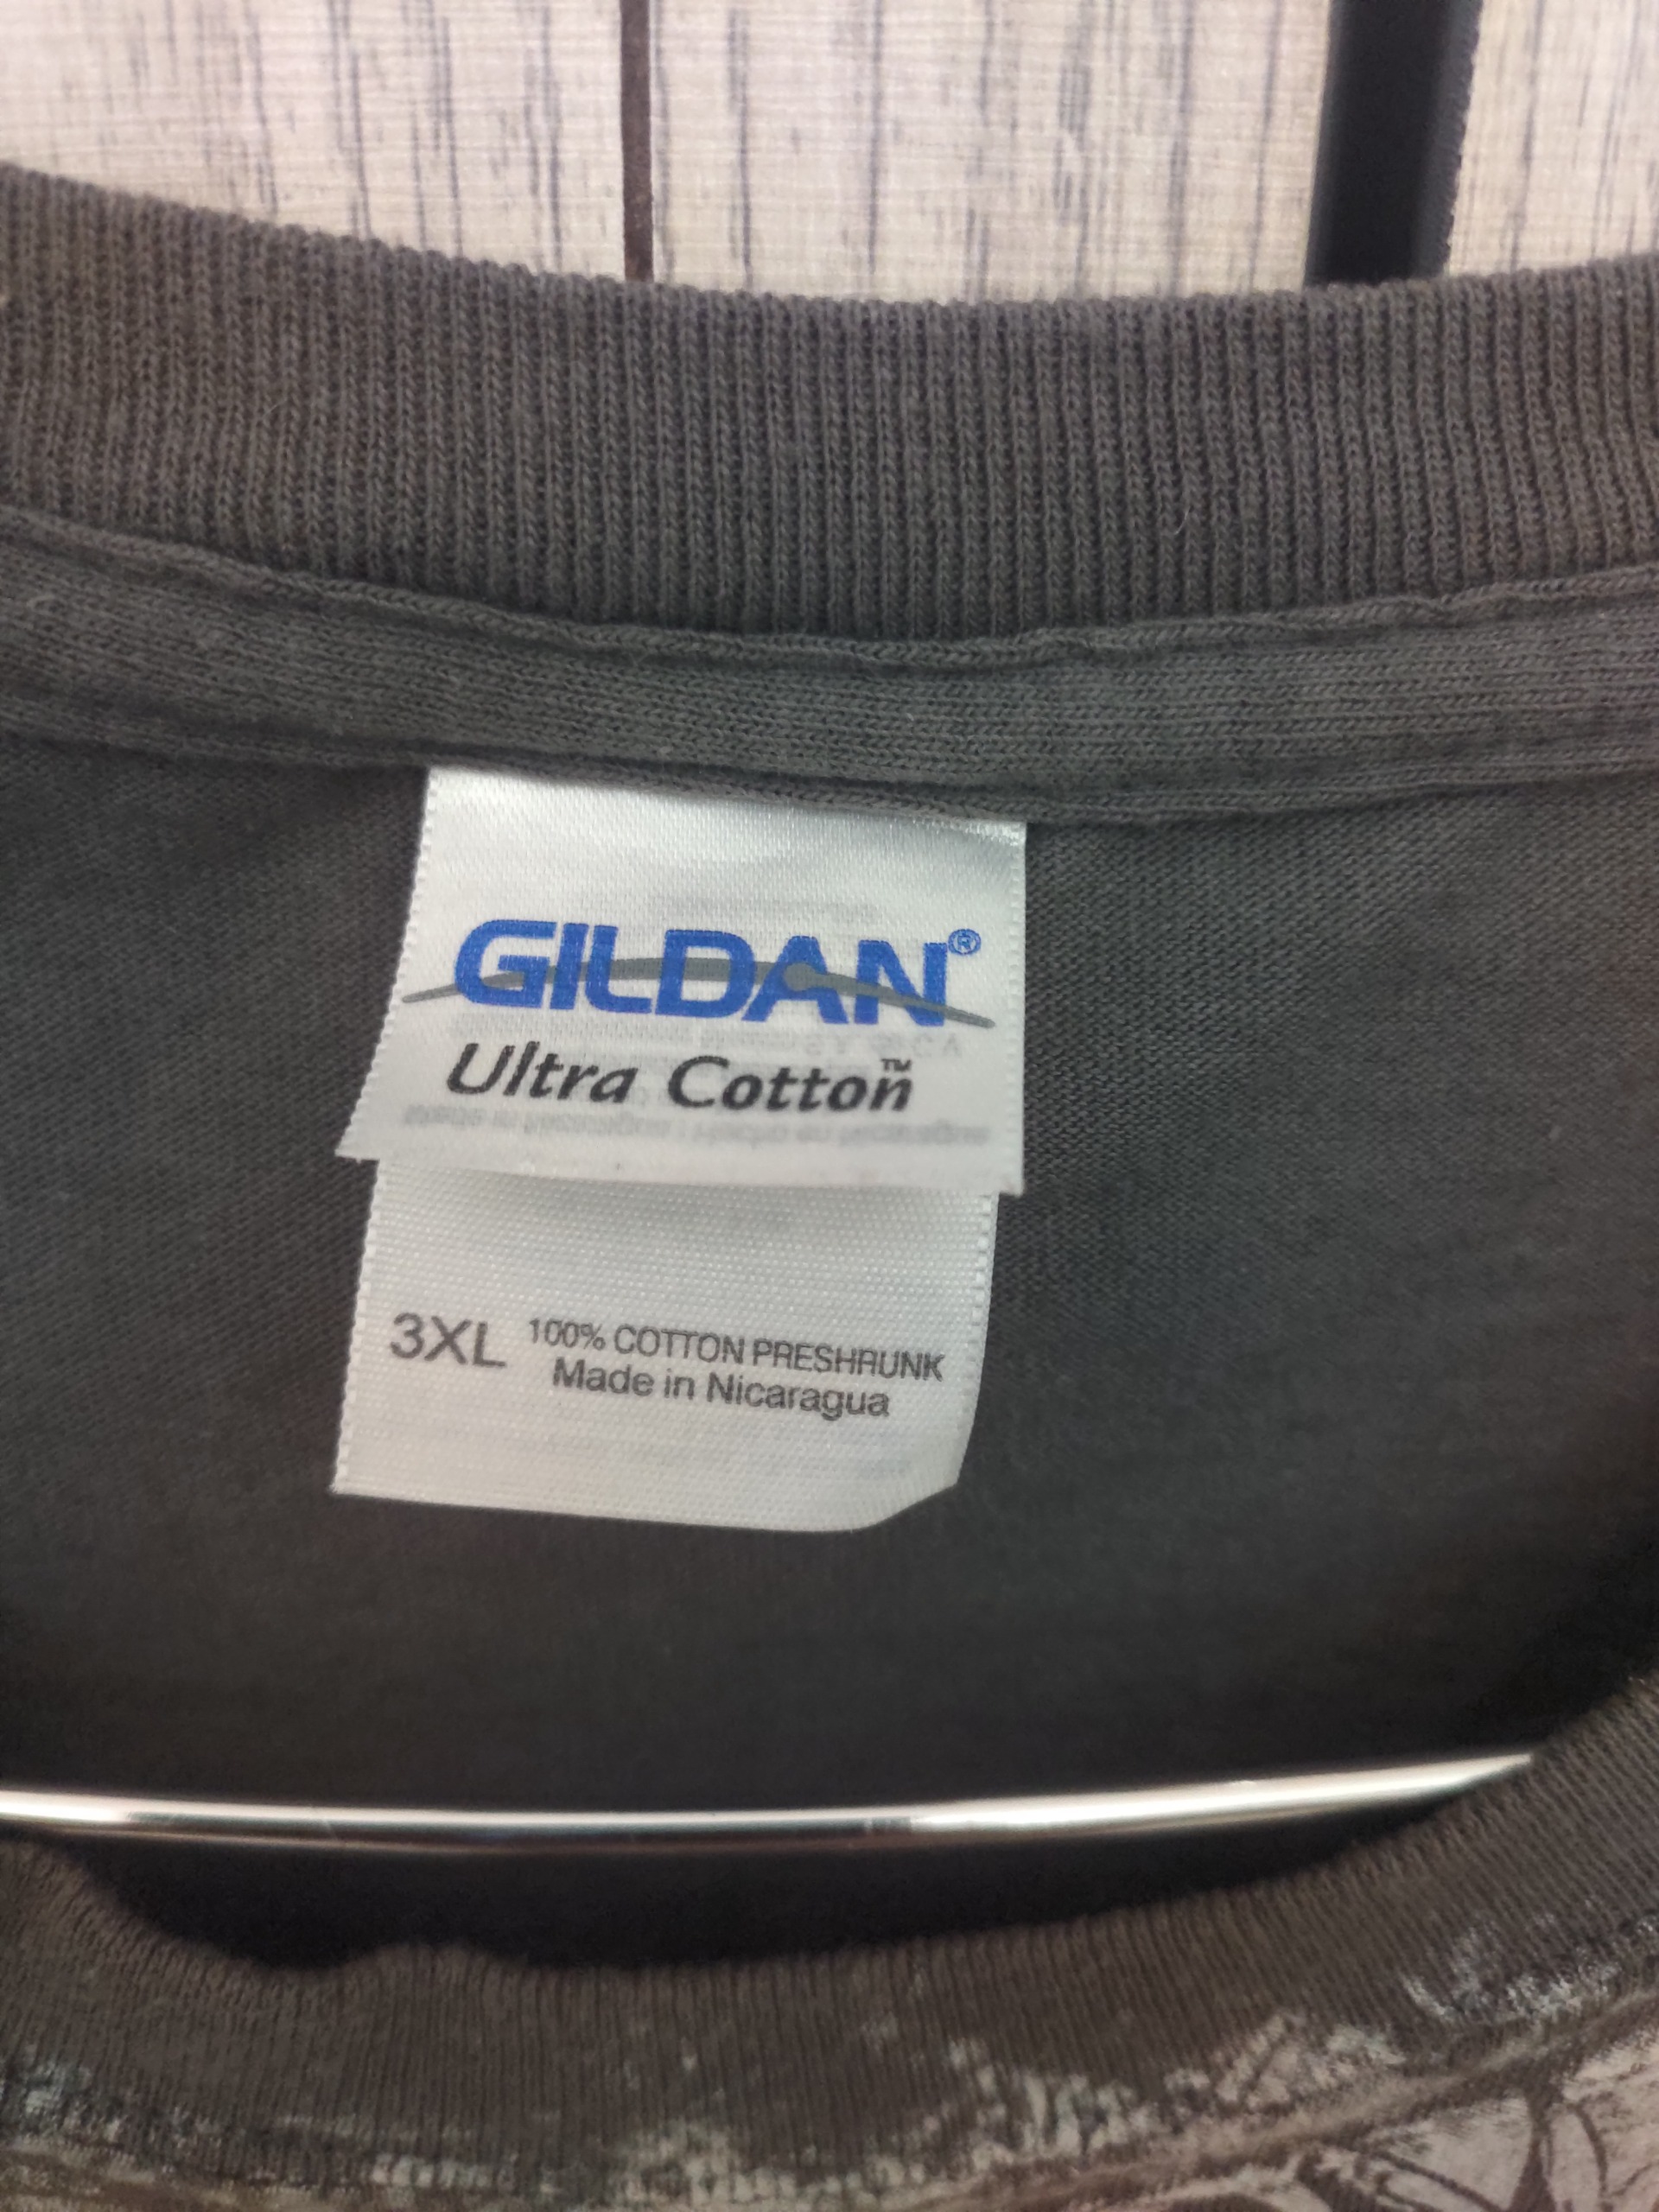 GILDAN®
Ultra Cotton™
3XL 100% COTTON PRESHRUNK
Made in Nicaragua